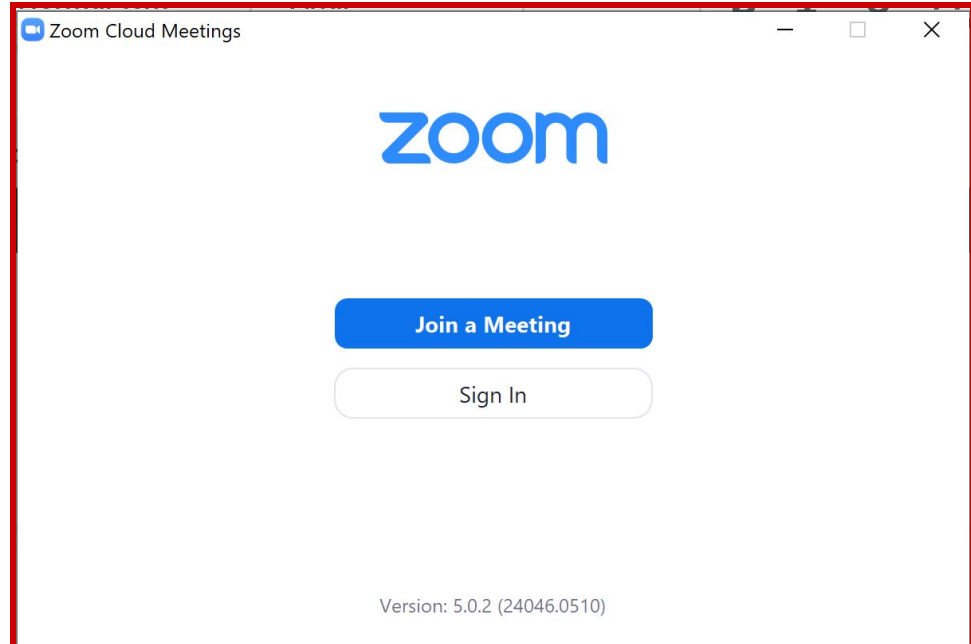 Zoom Cloud Meetings
zoom
Join a Meeting
Sign In
Version: 5.0.2 (24046.0510)